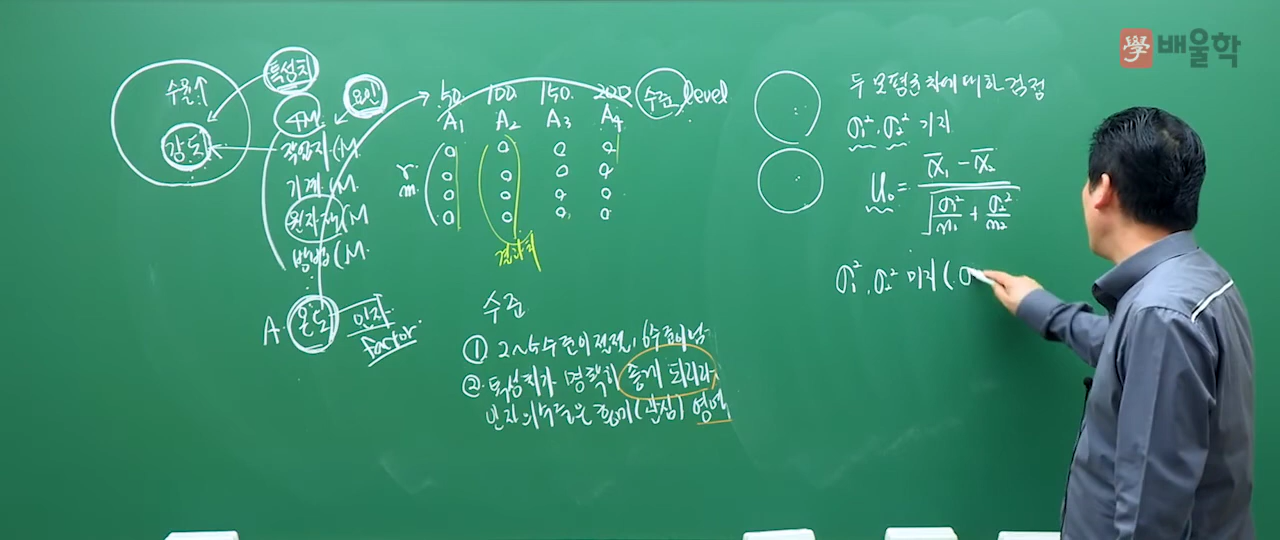 學 배울학
수율↑
강도
특성치
4M
요인
작업자(M
기계(M
원자재(M
방법(M
A. 온도
인자
factor
50. 100. 150. 200
수준 level
A₁ A₂ A₃ A₄
r
m
결과치
수준
① 2~5수준이 적절, 6수준이 넘
② 특성치가 명확히 좋게 되리라
인자의 수준은 흥미(관심) 영역
두 모평균차에 대한 검정
σ₁². σ₂² 기지
u₀ = (x̄₁ - x̄₂) / √(σ₁²/n₁ + σ₂²/n₂)
σ₁². σ₂² 미지 (σ